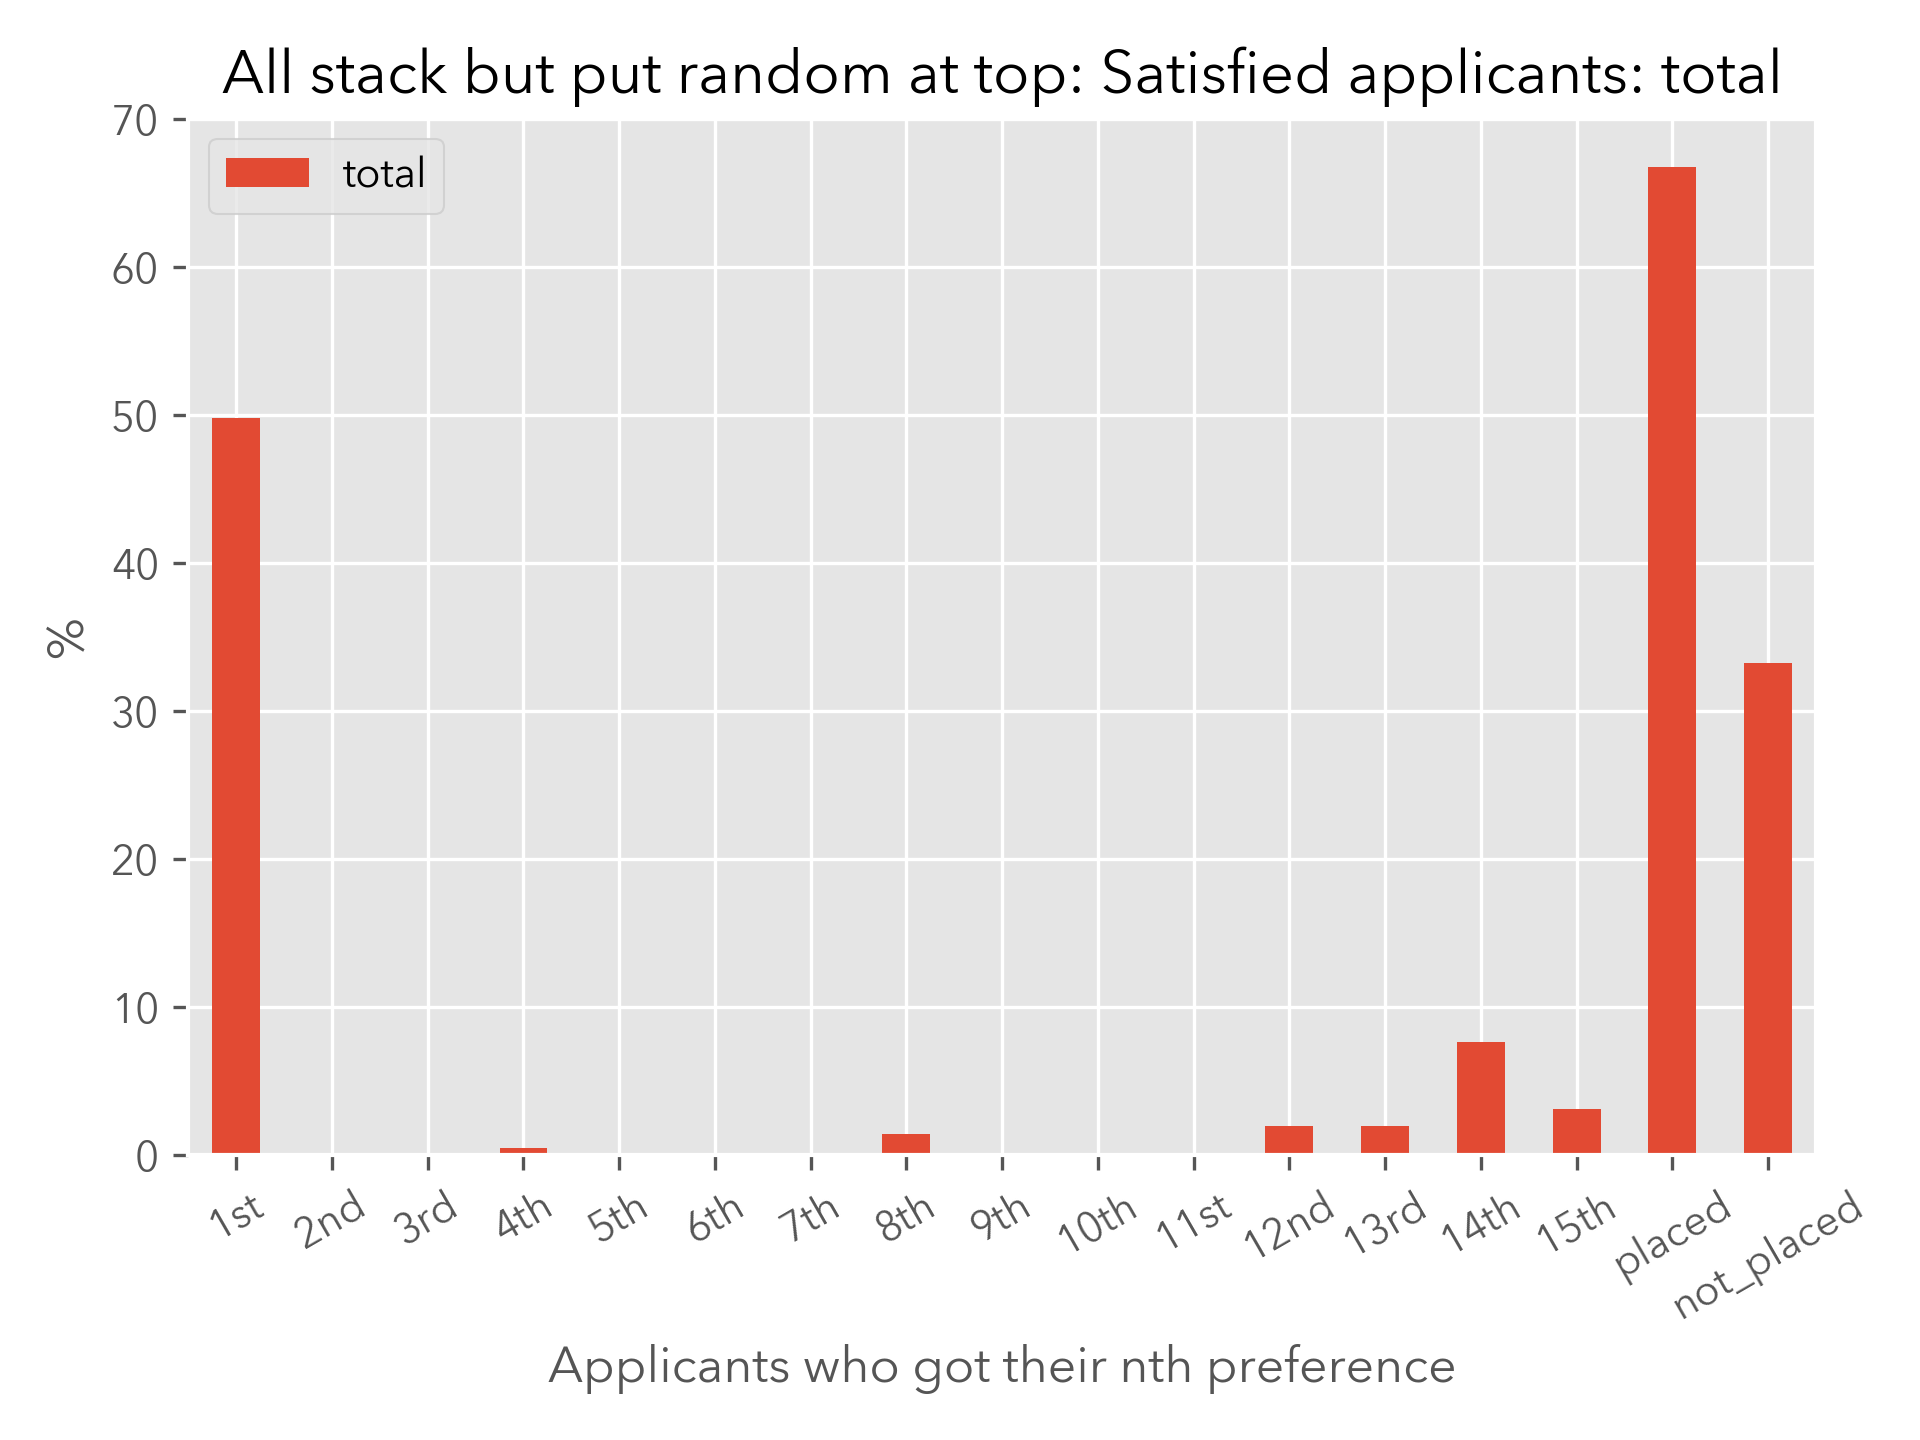 All stack but put random at top: Satisfied applicants: total
total
70
60
50
40
30
20
10
0
%
1st
2nd
3rd
4th
5th
6th
7th
8th
9th
10th
11st
12nd
13rd
14th
15th
placed
not_placed
Applicants who got their nth preference